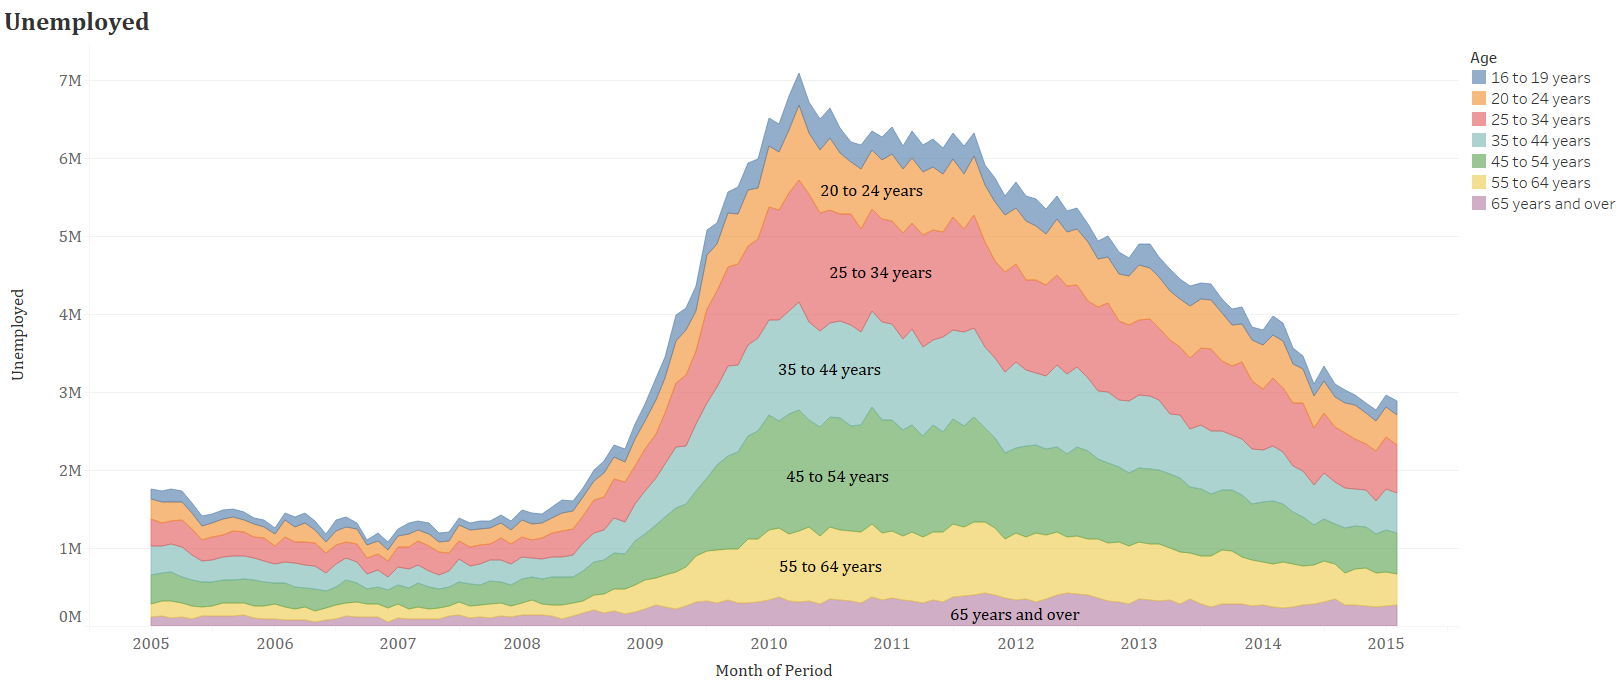 Unemployed
Age
16 to 19 years
20 to 24 years
25 to 34 years
35 to 44 years
45 to 54 years
55 to 64 years
65 years and over
7M
6M
5M
4M
3M
2M
1M
0M
Unemployed
20 to 24 years
25 to 34 years
35 to 44 years
45 to 54 years
55 to 64 years
65 years and over
2005 2006 2007 2008 2009 2010 2011 2012 2013 2014 2015
Month of Period